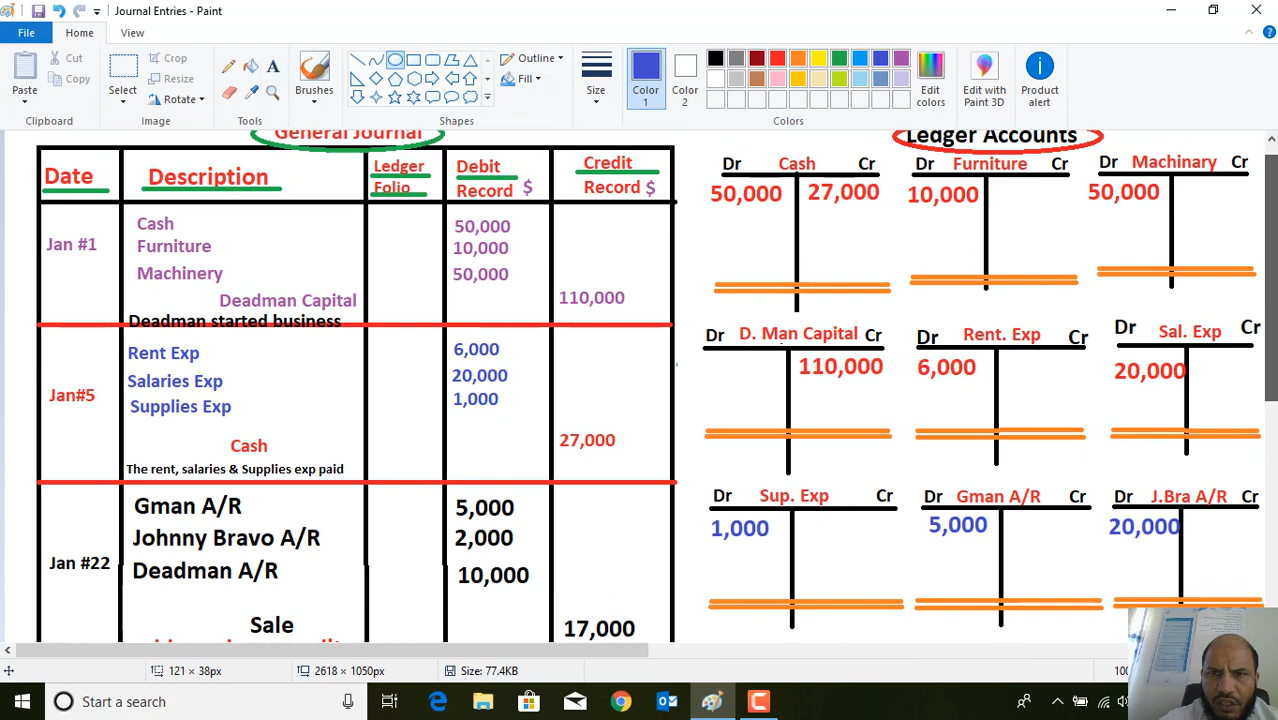 Journal Entries - Paint
File
Home
View
Paste
Cut
Copy
Clipboard
Select
Crop
Resize
Rotate
Image
Tools
Brushes
Outline
Fill
Shapes
Size
Color 1
Color 2
Edit colors
Colors
Edit with Paint 3D
Product alert
General Journal
Ledger Accounts
Date
Description
Ledger Folio
Debit Record $
Credit Record $
Jan #1
Cash 50,000
Furniture 10,000
Machinery 50,000
Deadman Capital 110,000
Deadman started business
Jan#5
Rent Exp 6,000
Salaries Exp 20,000
Supplies Exp 1,000
Cash 27,000
The rent, salaries & Supplies exp paid
Jan #22
Gman A/R 5,000
Johnny Bravo A/R 2,000
Deadman A/R 10,000
Sale 17,000
Dr Cash Cr
50,000 27,000
Dr Furniture Cr
10,000
Dr Machinary Cr
50,000
Dr D. Man Capital Cr
110,000
Dr Rent. Exp Cr
6,000
Dr Sal. Exp Cr
20,000
Dr Sup. Exp Cr
1,000
Dr Gman A/R Cr
5,000
Dr J.Bra A/R Cr
20,000
121 × 38px
2618 × 1050px
Size: 77.4KB
100
Start a search